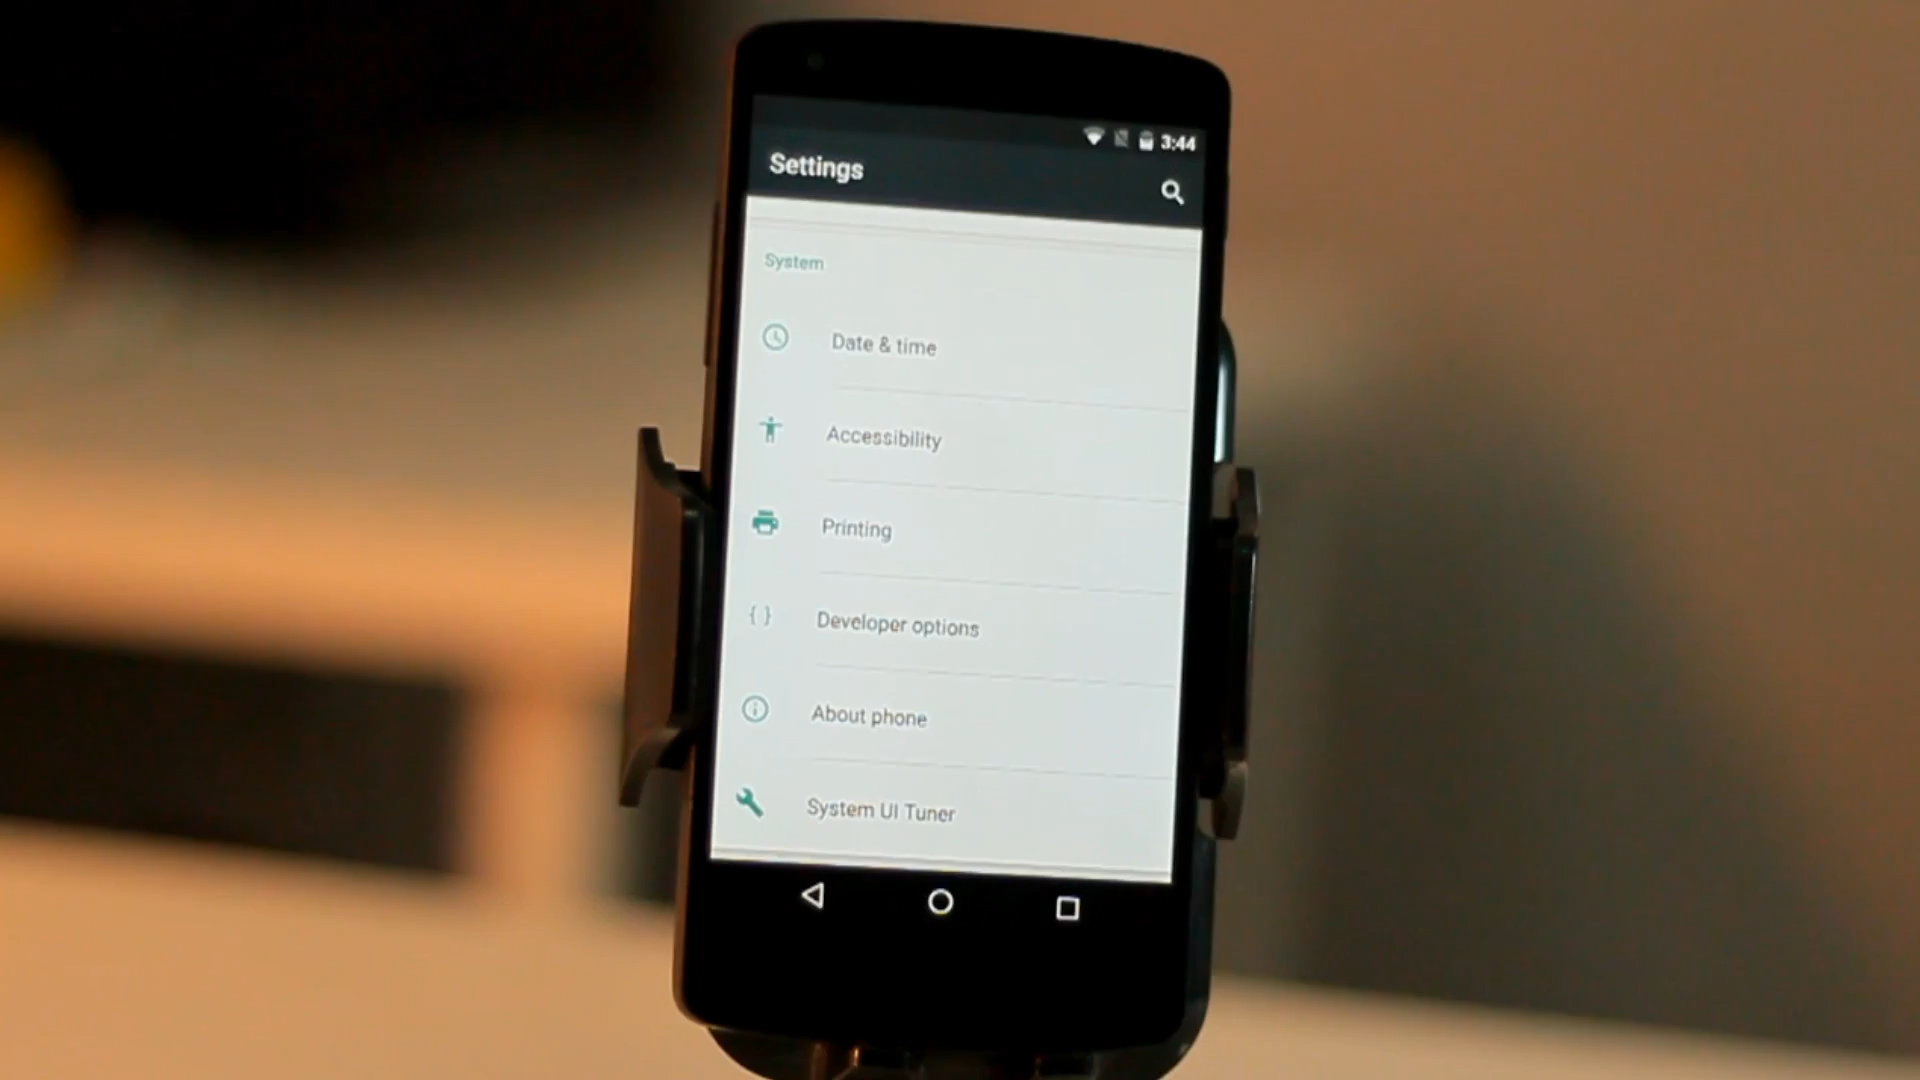 3:44
Settings
System
Date & time
Accessibility
Printing
{ } Developer options
About phone
System UI Tuner